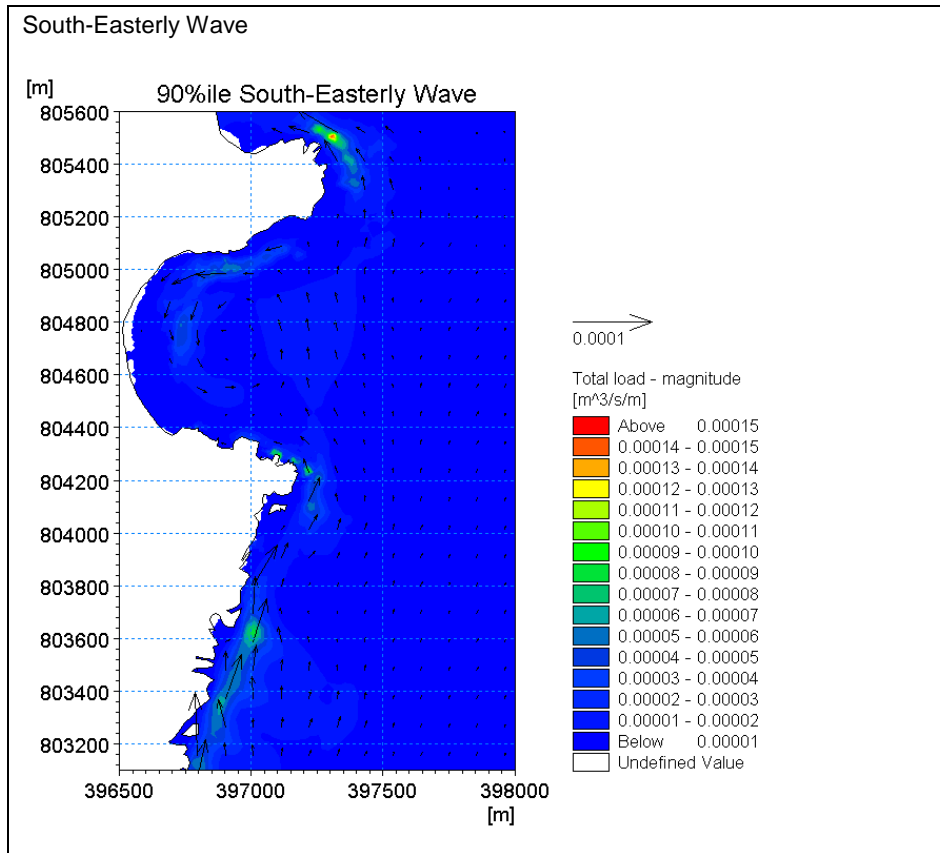 South-Easterly Wave
[m]
90%ile South-Easterly Wave
805600
805400
805200
805000
804800
804600
804400
804200
804000
803800
803600
803400
803200
396500 397000 397500 398000
[m]
0.0001
Total load - magnitude
[m^3/s/m]
Above 0.00015
0.00014 - 0.00015
0.00013 - 0.00014
0.00012 - 0.00013
0.00011 - 0.00012
0.00010 - 0.00011
0.00009 - 0.00010
0.00008 - 0.00009
0.00007 - 0.00008
0.00006 - 0.00007
0.00005 - 0.00006
0.00004 - 0.00005
0.00003 - 0.00004
0.00002 - 0.00003
0.00001 - 0.00002
Below 0.00001
Undefined Value